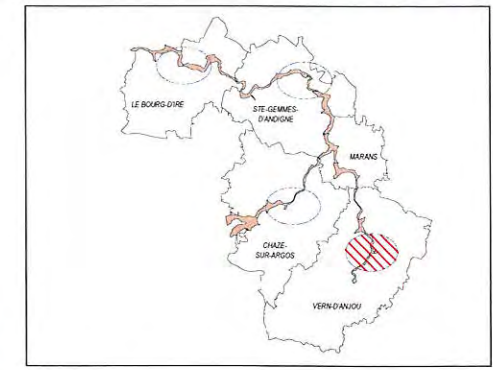 LE BOURG-D'IRE
STE-GEMMES-
D'ANDIGNE
MARANS
CHAZE-
SUR-ARGOS
VERN-D'ANJOU